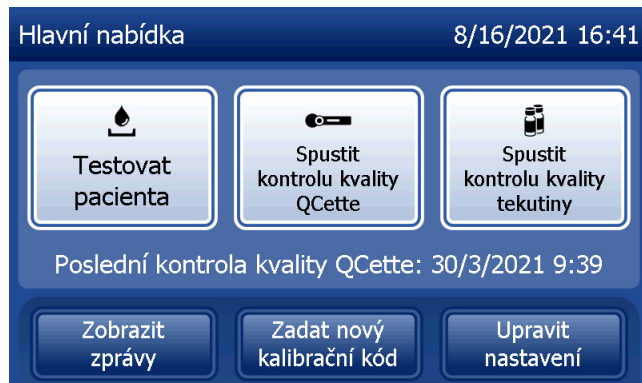 Hlavní nabídka 8/16/2021 16:41
Testovat
pacienta
Spustit
kontrolu kvality
QCette
Spustit
kontrolu kvality
tekutiny
Poslední kontrola kvality QCette: 30/3/2021 9:39
Zobrazit
zprávy
Zadat nový
kalibrační kód
Upravit
nastavení